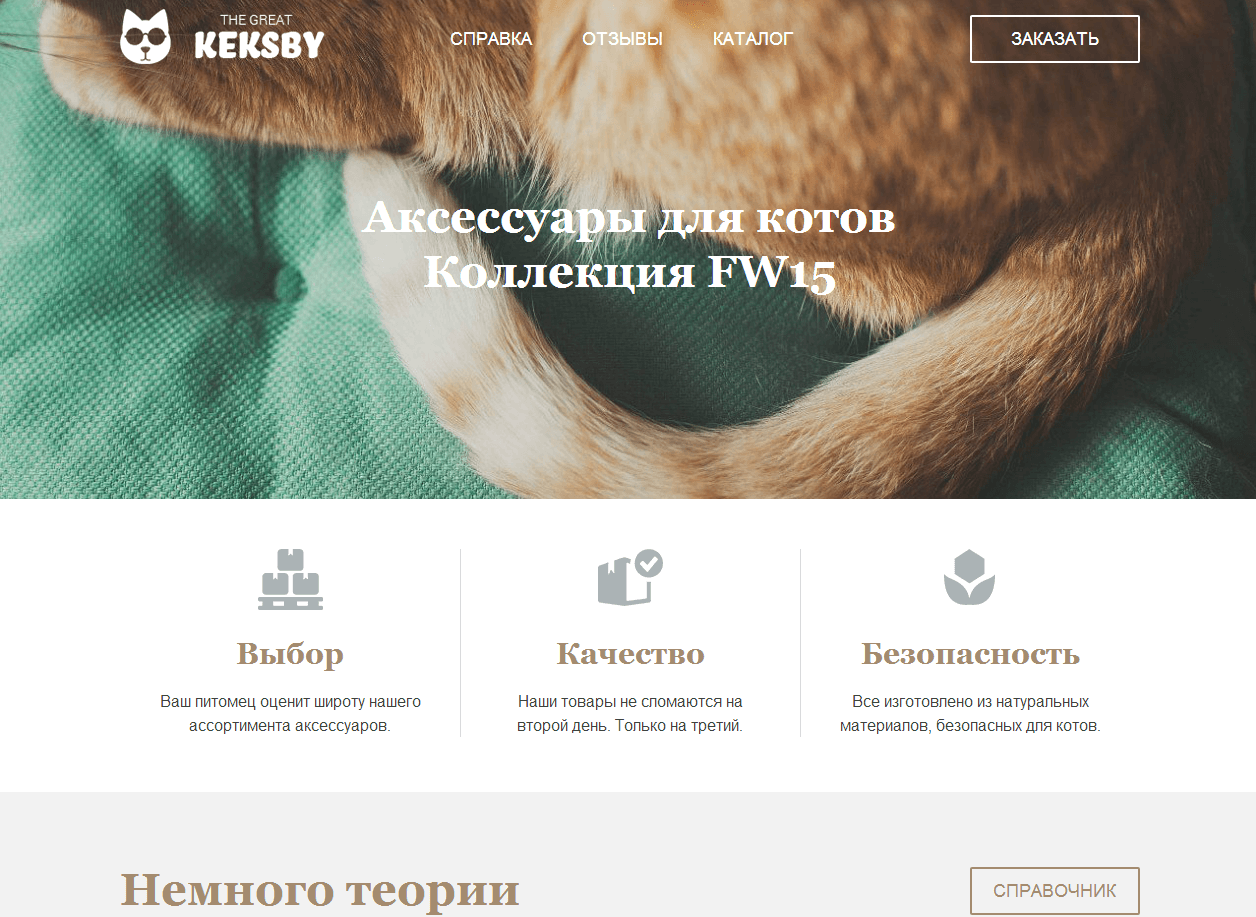 THE GREAT
KEKSBY
СПРАВКА
ОТЗЫВЫ
КАТАЛОГ
ЗАКАЗАТЬ
Аксессуары для котов
Коллекция FW15
Выбор
Ваш питомец оценит широту нашего
ассортимента аксессуаров.
Качество
Наши товары не сломаются на
второй день. Только на третий.
Безопасность
Все изготовлено из натуральных
материалов, безопасных для котов.
Немного теории
СПРАВОЧНИК